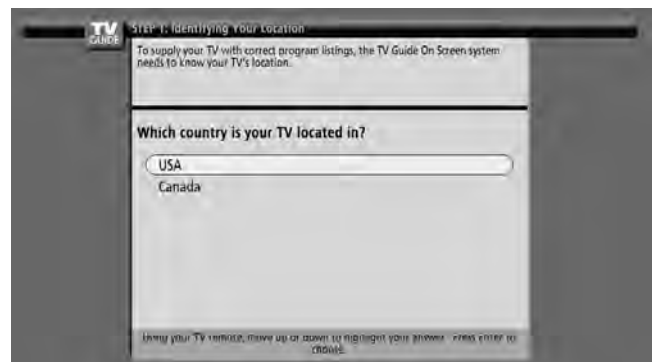 TV
GUIDE
STEP 1: Identifying Your Location
To supply your TV with correct program listings, the TV Guide On Screen system
needs to know your TV's location.
Which country is your TV located in?
USA
Canada
Using your TV remote, move up or down to highlight your answer. Press enter to
choose.